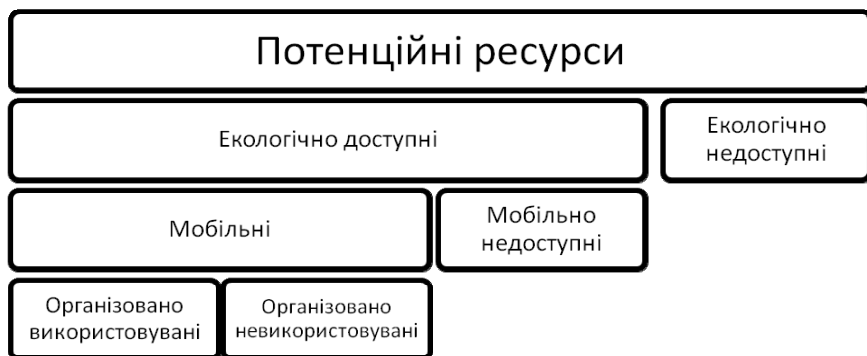 Потенційні ресурси
Екологічно доступні
Екологічно
недоступні
Мобільні
Мобільно
недоступні
Організовано
використовувані
Організовано
невикористовувані